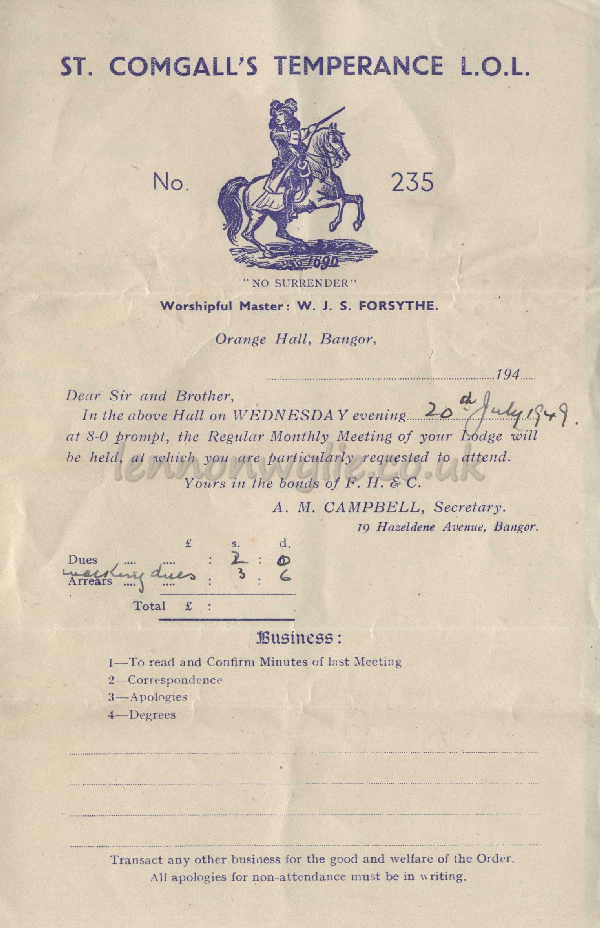 ST. COMGALL'S TEMPERANCE L.O.L.
No. 235
1690
"NO SURRENDER"
Worshipful Master: W. J. S. FORSYTHE.
Orange Hall, Bangor,
194
Dear Sir and Brother,
In the above Hall on WEDNESDAY evening 20th July 1949.
at 8-0 prompt, the Regular Monthly Meeting of your Lodge will
be held, at which you are particularly requested to attend.
lennonwylie.co.uk
Yours in the bonds of F. H. & C.
A. M. CAMPBELL, Secretary.
19 Hazeldene Avenue, Bangor.
£ s. d.
Dues .... .... : 2 : 0
walking dues
Arrears .... .... : 3 : 6
Total £ :
Business:
1—To read and Confirm Minutes of last Meeting
2—Correspondence
3—Apologies
4—Degrees
Transact any other business for the good and welfare of the Order.
All apologies for non-attendance must be in writing.